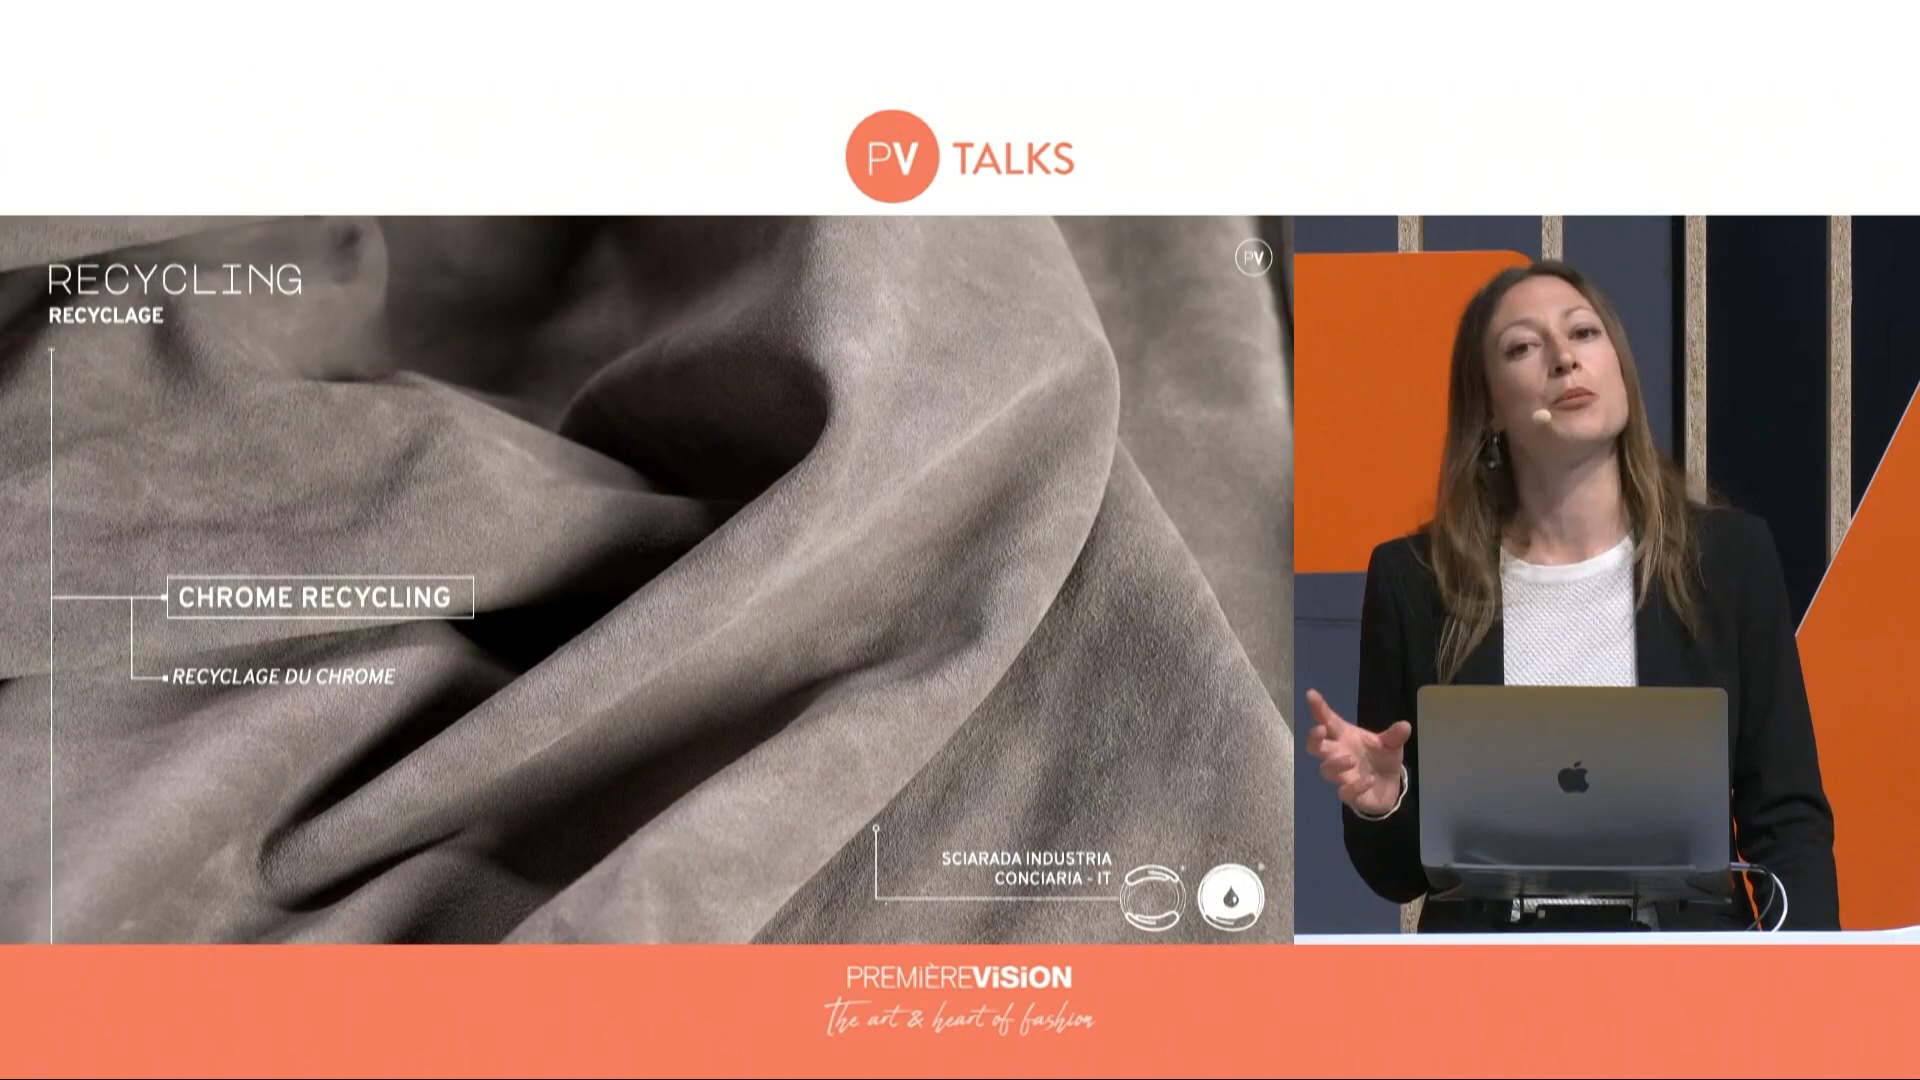 PV TALKS
RECYCLING
RECYCLAGE
PV
CHROME RECYCLING
RECYCLAGE DU CHROME
SCIARADA INDUSTRIA
CONCIARIA - IT
PREMIÈREViSiON
The art & heart of fashion